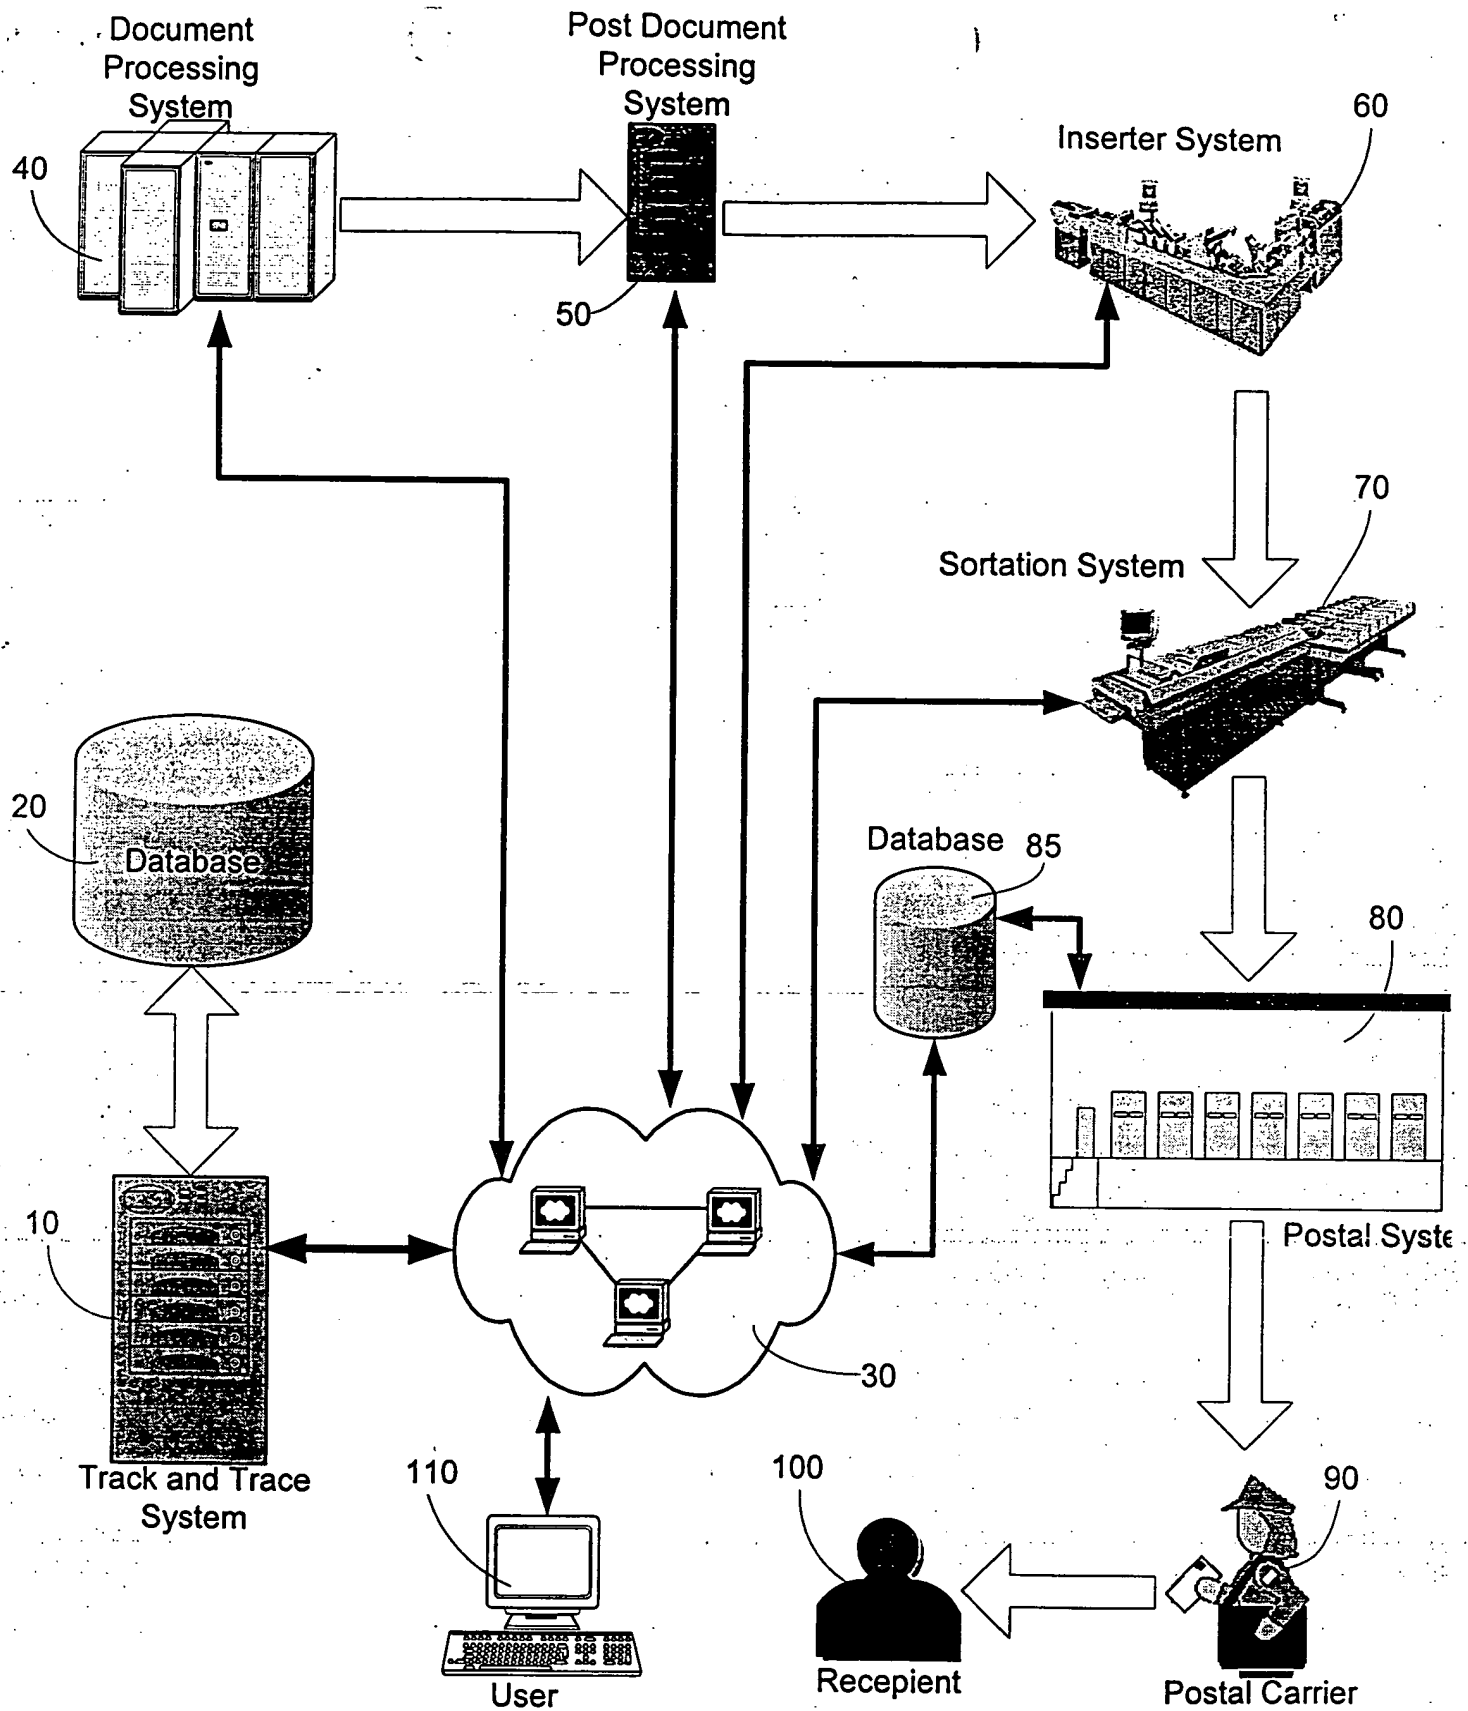 Document
Processing
System
Post Document
Processing
System
60
Inserter System
40
50
70
Sortation System
20
Database
Database
85
80
10
Postal Syste
30
Track and Trace
System
110
100
90
User
Recepient
Postal Carrier